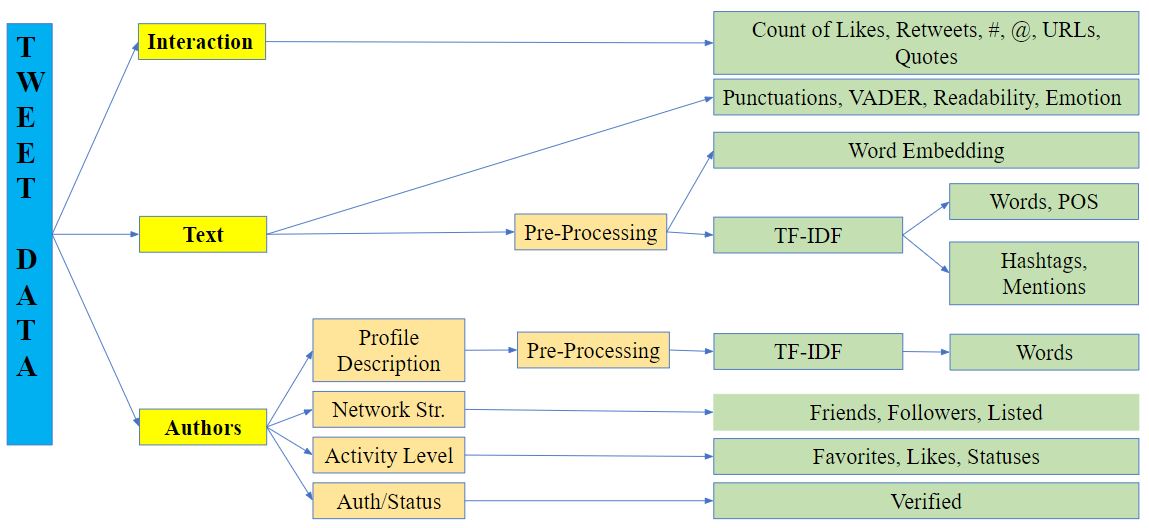 TWEET DATA
Interaction
Count of Likes, Retweets, #, @, URLs,
Quotes
Punctuations, VADER, Readability, Emotion
Word Embedding
Text
Pre-Processing
TF-IDF
Words, POS
Hashtags,
Mentions
Authors
Profile
Description
Pre-Processing
TF-IDF
Words
Network Str.
Friends, Followers, Listed
Activity Level
Favorites, Likes, Statuses
Auth/Status
Verified